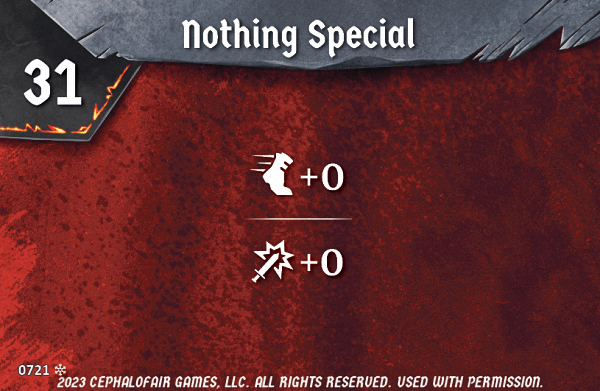 Nothing Special
31
+0
+0
0721
2023 CEPHALOFAIR GAMES, LLC. ALL RIGHTS RESERVED. USED WITH PERMISSION.